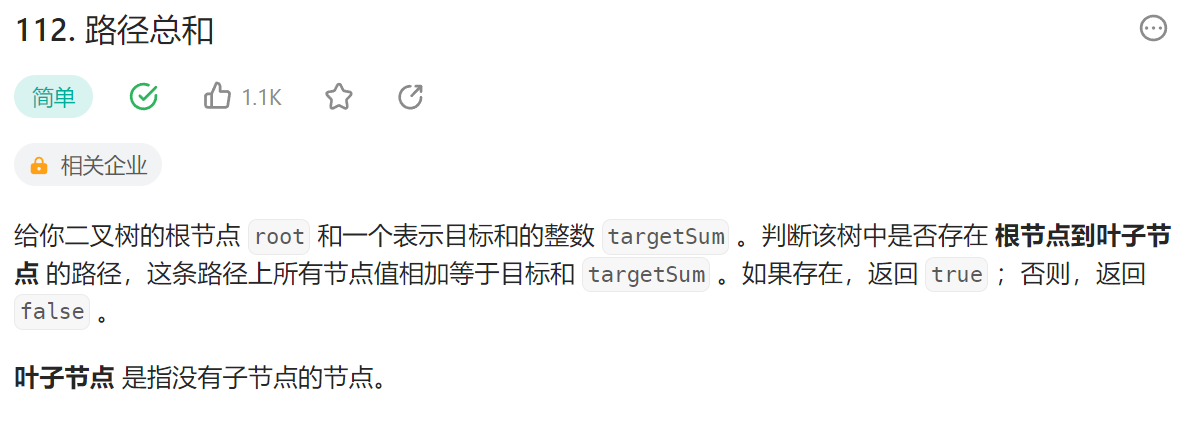 112. 路径总和
简单 1.1K
相关企业
给你二叉树的根节点 root 和一个表示目标和的整数 targetSum 。判断该树中是否存在 根节点到叶子节
点 的路径，这条路径上所有节点值相加等于目标和 targetSum 。如果存在，返回 true ；否则，返回
false 。
叶子节点 是指没有子节点的节点。